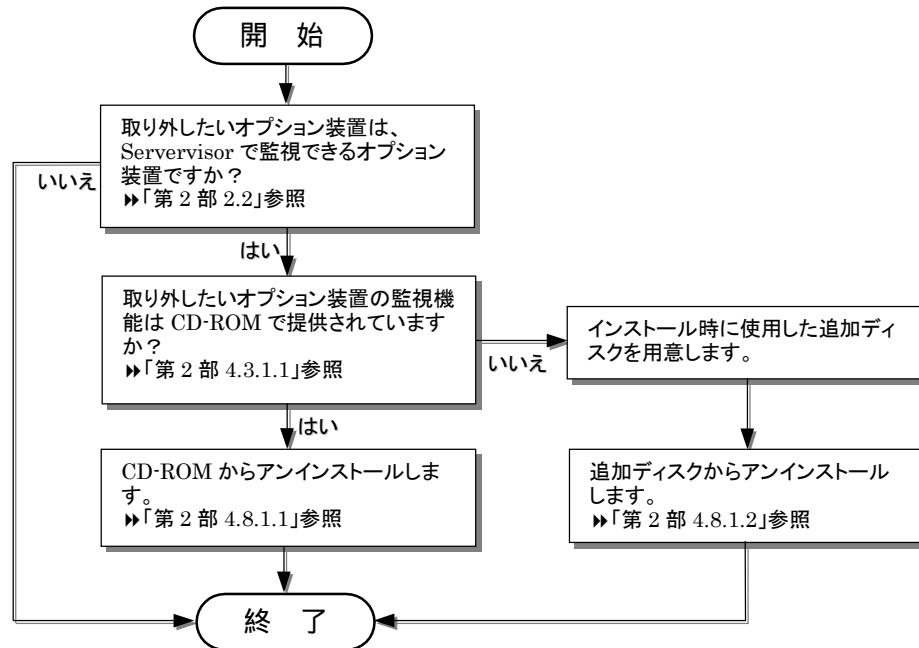 開　始
取り外したいオプション装置は、
Servervisor で監視できるオプション
装置ですか？
▶▶「第 2 部 2.2」参照
いいえ
はい
取り外したいオプション装置の監視機
能は CD-ROM で提供されています
か？
▶▶「第 2 部 4.3.1.1」参照
いいえ
インストール時に使用した追加ディ
スクを用意します。
はい
CD-ROM からアンインストールしま
す。
▶▶「第 2 部 4.8.1.1」参照
追加ディスクからアンインストール
します。
▶▶「第 2 部 4.8.1.2」参照
終　了